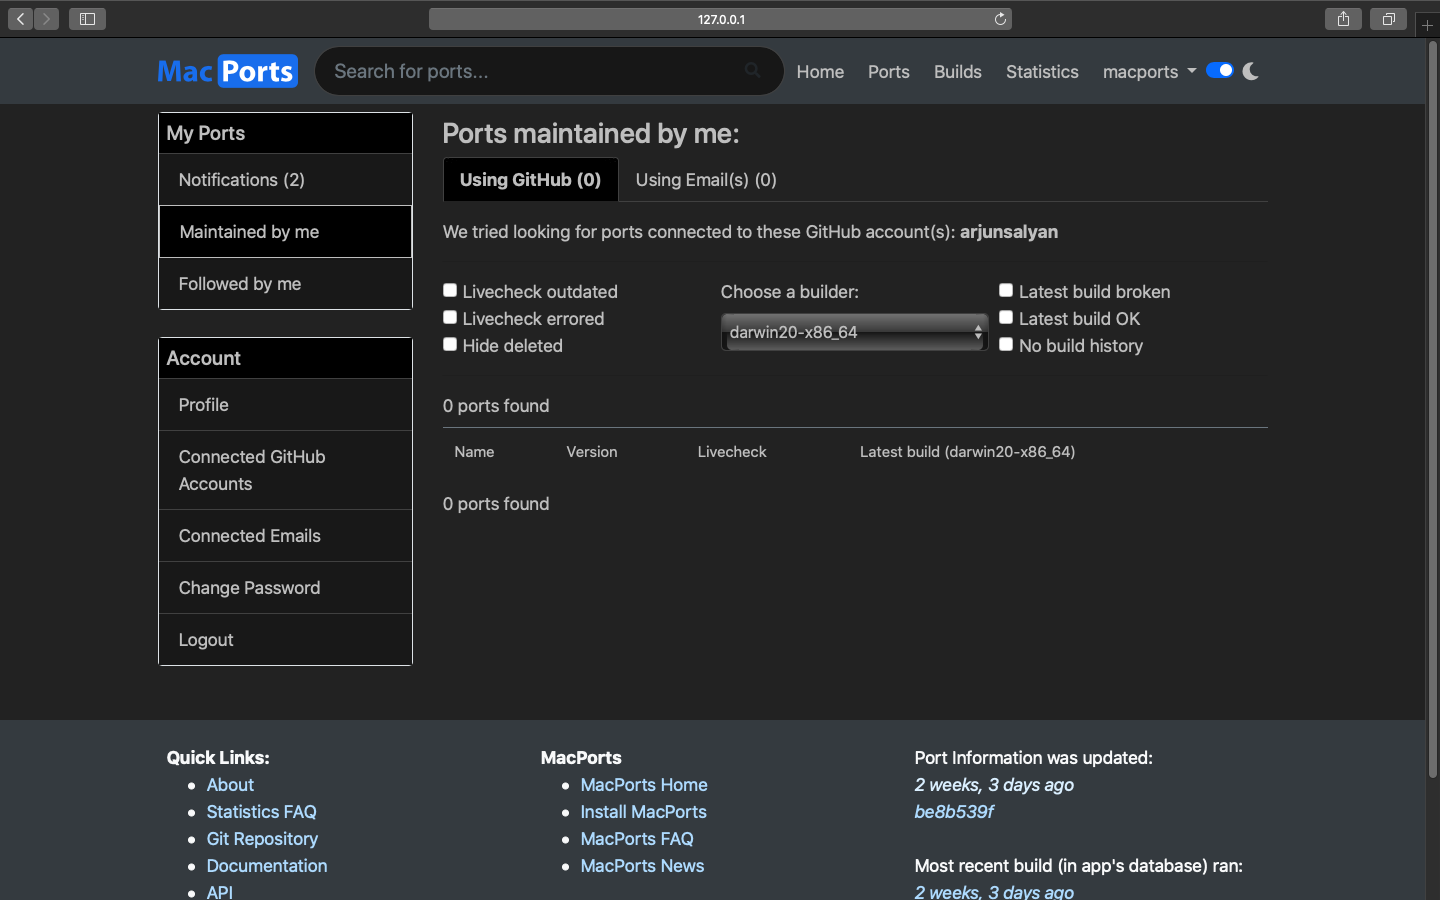 127.0.0.1
MacPorts
Search for ports...
Home
Ports
Builds
Statistics
macports
My Ports
Notifications (2)
Maintained by me
Followed by me
Account
Profile
Connected GitHub
Accounts
Connected Emails
Change Password
Logout
Ports maintained by me:
Using GitHub (0)
Using Email(s) (0)
We tried looking for ports connected to these GitHub account(s): arjunsalyan
Livecheck outdated
Livecheck errored
Hide deleted
Choose a builder:
darwin20-x86_64
Latest build broken
Latest build OK
No build history
0 ports found
Name
Version
Livecheck
Latest build (darwin20-x86_64)
0 ports found
Quick Links:
About
Statistics FAQ
Git Repository
Documentation
API
MacPorts
MacPorts Home
Install MacPorts
MacPorts FAQ
MacPorts News
Port Information was updated:
2 weeks, 3 days ago
be8b539f
Most recent build (in app's database) ran:
2 weeks, 3 days ago